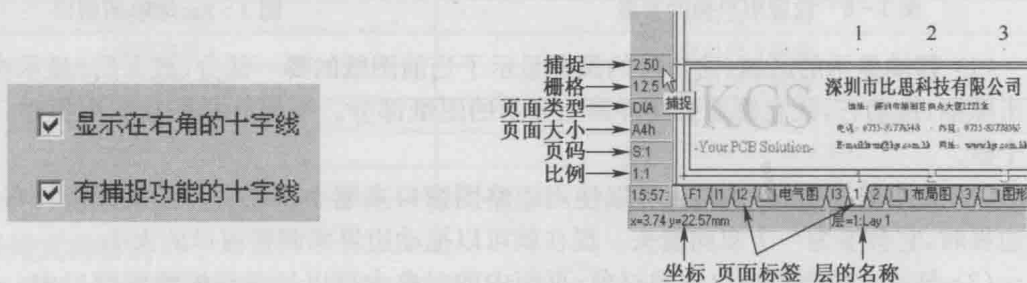 显示在右角的十字线
有捕捉功能的十字线
1 2 3
捕捉 2.50
栅格 12.5
页面类型 DIA
页面大小 A4h
页码 S:1
比例 1:1
15:57:
捕捉
KGS
-Your PCB Solution-
深圳市比思科技有限公司
F1 I1 I2 1 电气图 I3 2 布局图 3 图形
x=3.74 y=22.57mm 层=1:Lay 1
坐标 页面标签 层的名称